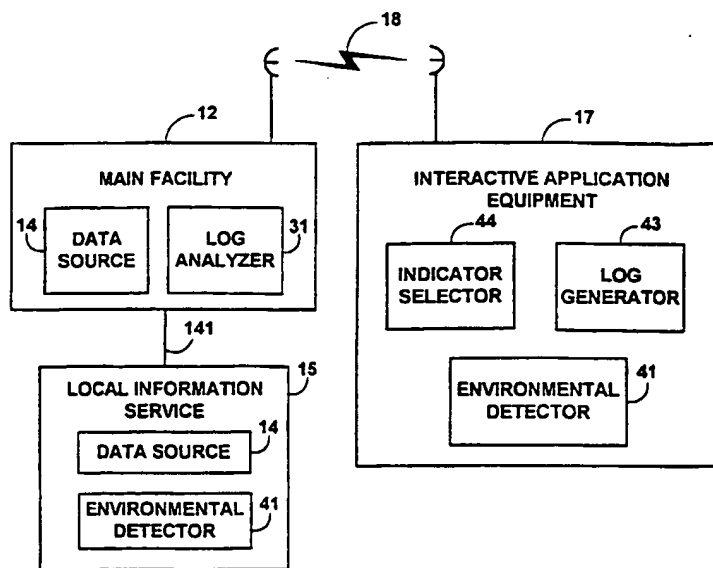 18
12
17
MAIN FACILITY
14
DATA
SOURCE
LOG
ANALYZER
31
INTERACTIVE APPLICATION
EQUIPMENT
44
43
INDICATOR
SELECTOR
LOG
GENERATOR
141
LOCAL INFORMATION
SERVICE
15
14
DATA SOURCE
ENVIRONMENTAL
DETECTOR
41
ENVIRONMENTAL
DETECTOR
41